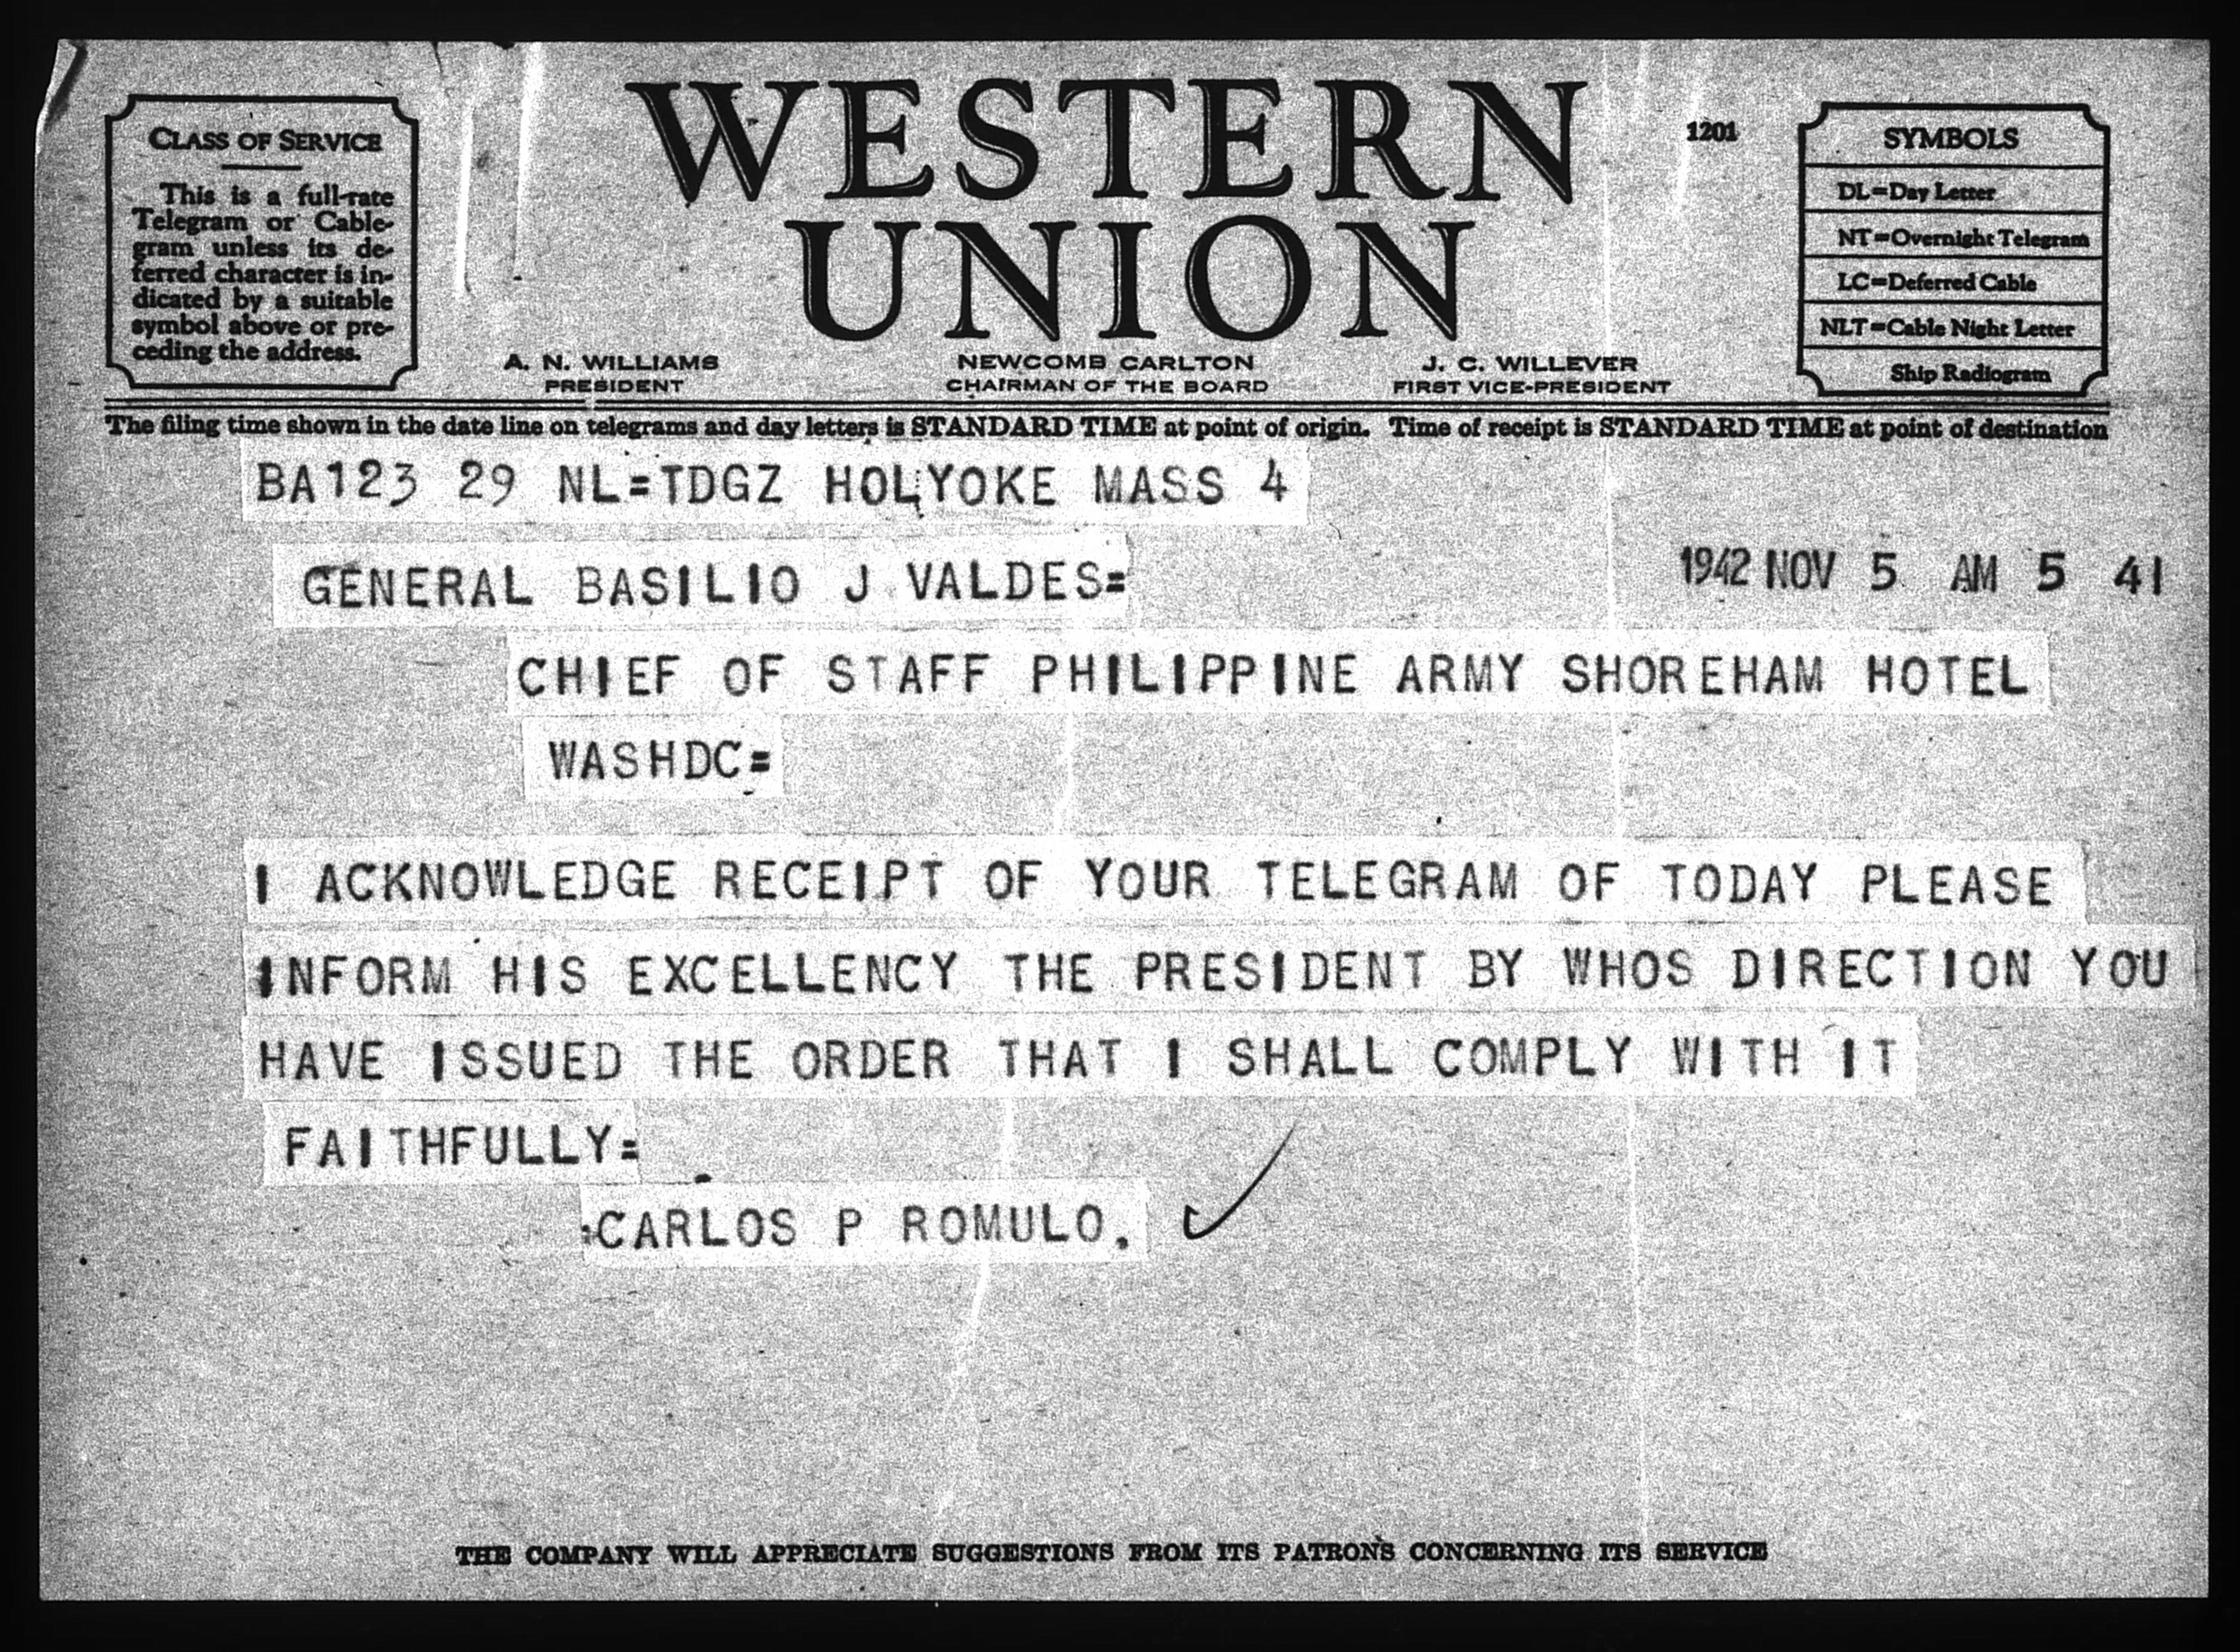 CLASS OF SERVICE
This is a full-rate
Telegram or Cable-
gram unless its de-
ferred character is in-
dicated by a suitable
symbol above or pre-
ceding the address.
WESTERN
UNION
1201
SYMBOLS
DL=Day Letter
NT=Overnight Telegram
LC=Deferred Cable
NLT=Cable Night Letter
Ship Radiogram
A. N. WILLIAMS
PRESIDENT
NEWCOMB CARLTON
CHAIRMAN OF THE BOARD
J. C. WILLEVER
FIRST VICE-PRESIDENT
The filing time shown in the date line on telegrams and day letters is STANDARD TIME at point of origin. Time of receipt is STANDARD TIME at point of destination
BA123 29 NL=TDGZ HOLYOKE MASS 4
GENERAL BASILIO J VALDES=
1942 NOV 5 AM 5 41
CHIEF OF STAFF PHILIPPINE ARMY SHOREHAM HOTEL
WASHDC=
I ACKNOWLEDGE RECEIPT OF YOUR TELEGRAM OF TODAY PLEASE
INFORM HIS EXCELLENCY THE PRESIDENT BY WHOS DIRECTION YOU
HAVE ISSUED THE ORDER THAT I SHALL COMPLY WITH IT
FAITHFULLY=
:CARLOS P ROMULO.
THE COMPANY WILL APPRECIATE SUGGESTIONS FROM ITS PATRONS CONCERNING ITS SERVICE